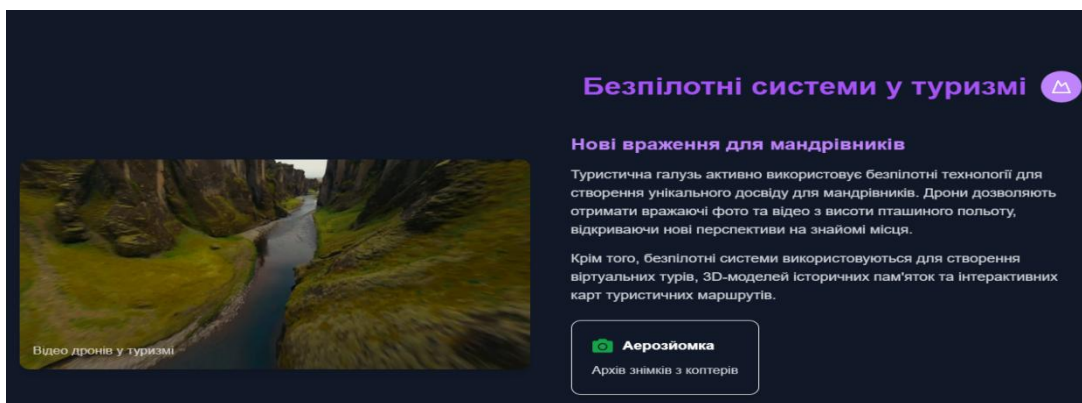 Безпілотні системи у туризмі
Нові враження для мандрівників
Туристична галузь активно використовує безпілотні технології для
створення унікального досвіду для мандрівників. Дрони дозволяють
отримати вражаючі фото та відео з висоти пташиного польоту,
відкриваючи нові перспективи на знайомі місця.
Крім того, безпілотні системи використовуються для створення
віртуальних турів, 3D-моделей історичних пам'яток та інтерактивних
карт туристичних маршрутів.
Відео дронів у туризмі
Аерозйомка
Архів знімків з коптерів